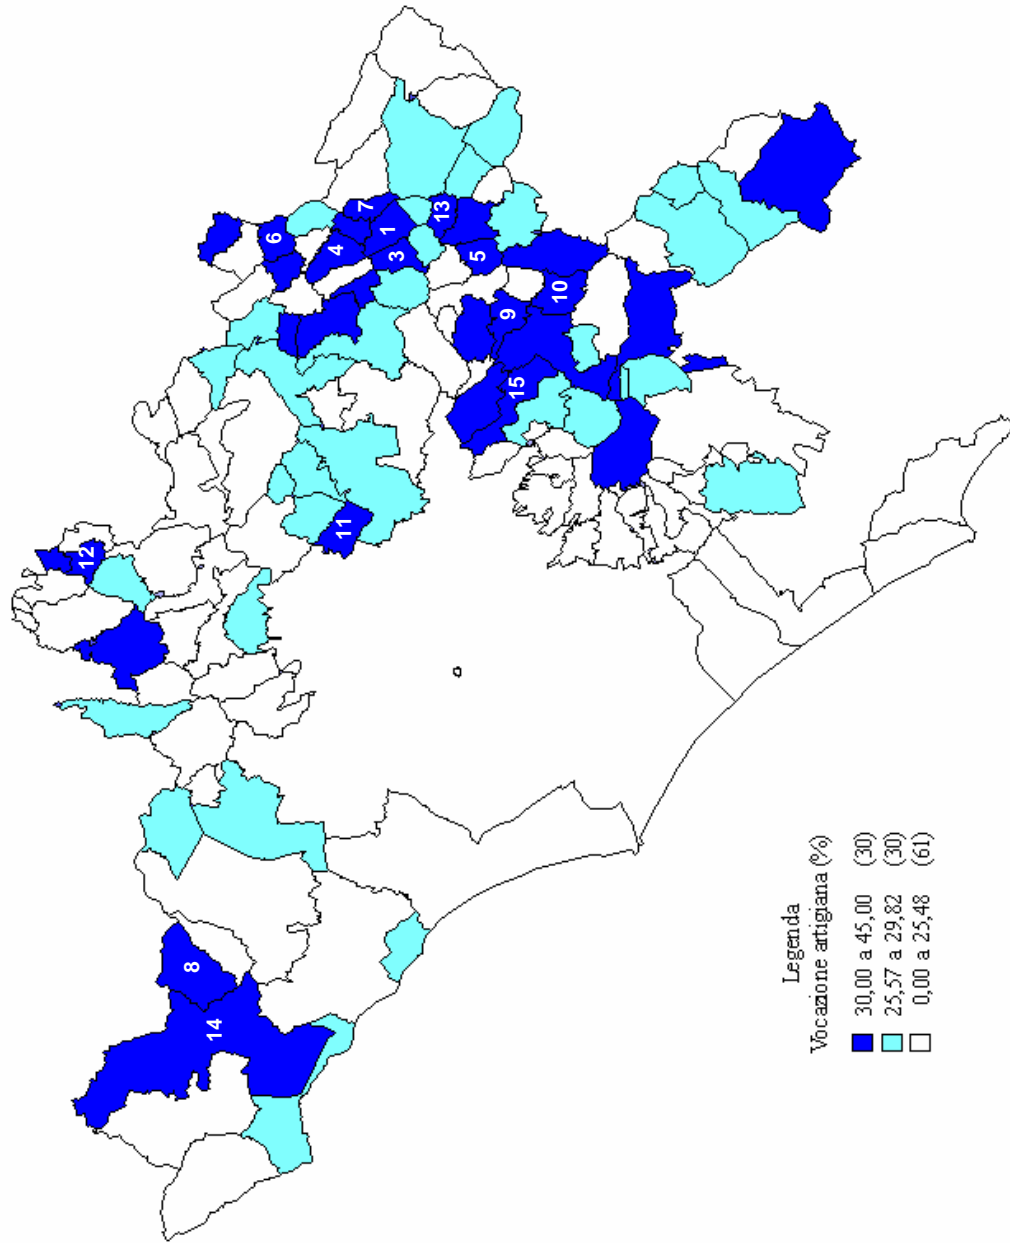 12
8
14
6
4
11
7
1
3
13
5
9
15
10
Legenda
Vocazione artigiana (%)
30,00 a 45,00 (30)
25,57 a 29,82 (30)
0,00 a 25,48 (61)